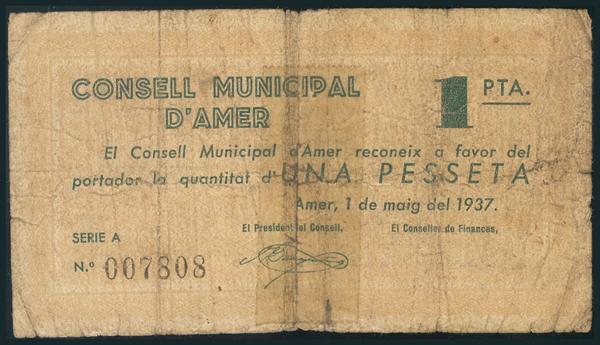 CONSELL MUNICIPAL
D'AMER
1 PTA.
El Consell Municipal d'Amer reconeix a favor del
portador la quantitat d'UNA PESSETA
Amer, 1 de maig del 1937.
El President del Consell,
El Conseller de Finances,
SERIE A
N.º 007808